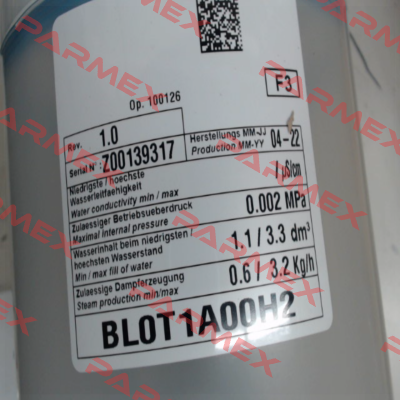 PARMEX
F3
Op. 100126
Rev. 1.0
Serial N°: Z00139317
Herstellungs MM-JJ
Production MM-YY 04-22
Niedrigste / hoechste
Wasserleitfaehigkeit
Water conductivity min / max 1 µS/cm
Zulaessiger Betriebsueberdruck
Maximal internal pressure 0.002 MPa
Wasserinhalt beim niedrigsten /
hoechsten Wasserstand
Min / max fill of water 1.1 / 3.3 dm³
Zulaessige Dampferzeugung
Steam production min/max 0.6 / 3.2 Kg/h
BL0T1A00H2